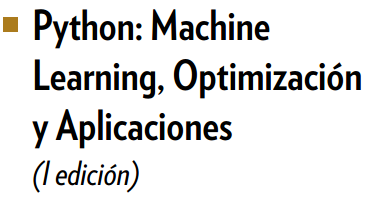 Python: Machine
Learning, Optimización
y Aplicaciones
(I edición)